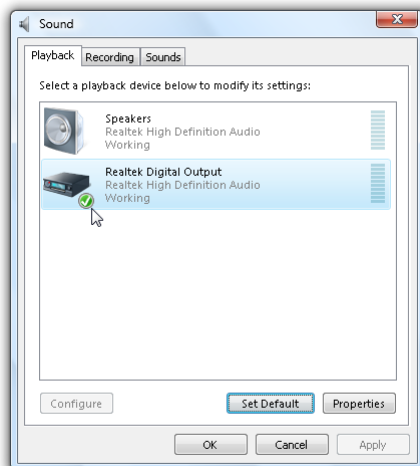 Sound
Playback Recording Sounds
Select a playback device below to modify its settings:
Speakers
Realtek High Definition Audio
Working
Realtek Digital Output
Realtek High Definition Audio
Working
Configure Set Default Properties
OK Cancel Apply